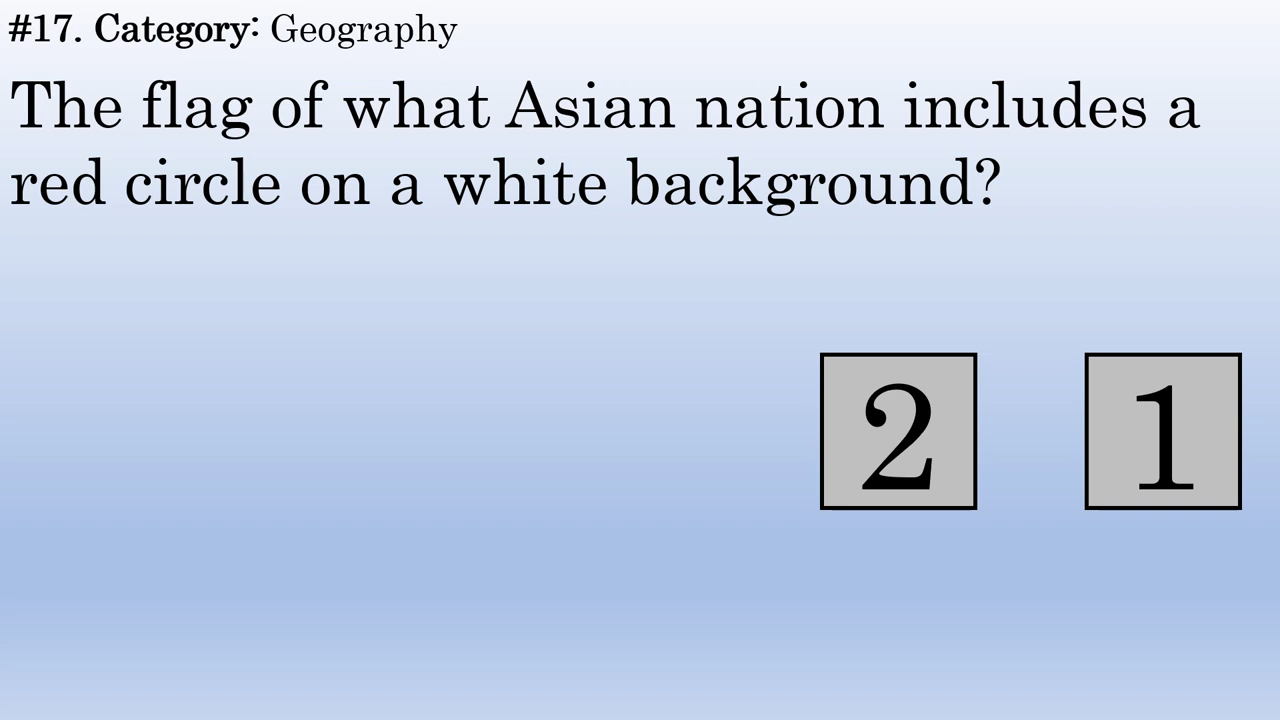 #17. Category: Geography
The flag of what Asian nation includes a
red circle on a white background?
2 1